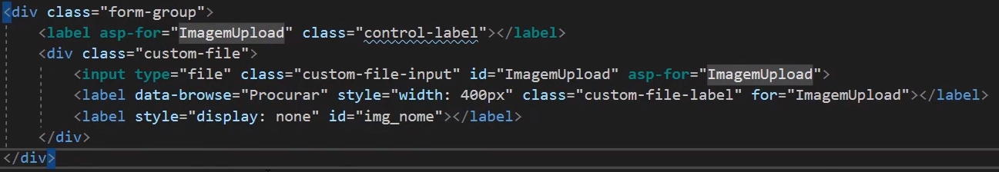 <div class="form-group">
<label asp-for="ImagemUpload" class="control-label"></label>
<div class="custom-file">
<input type="file" class="custom-file-input" id="ImagemUpload" asp-for="ImagemUpload">
<label data-browse="Procurar" style="width: 400px" class="custom-file-label" for="ImagemUpload"></label>
<label style="display: none" id="img_nome"></label>
</div>
</div>